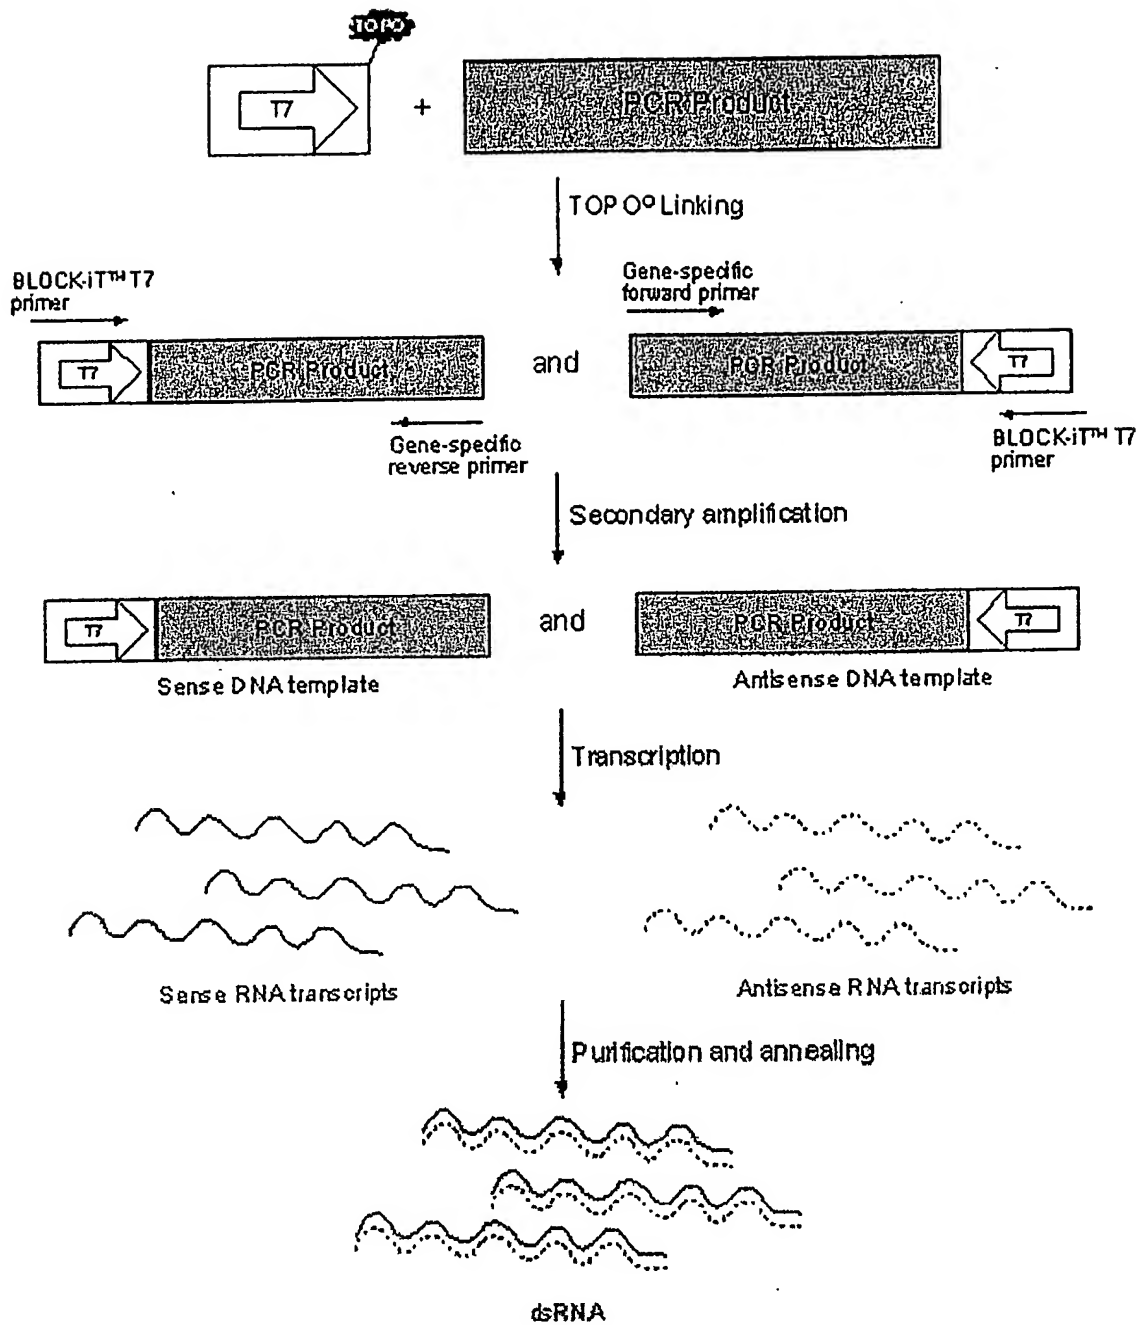 TOPO
T7
+
PCR Product
TOPO® Linking
BLOCK-iT™ T7
primer
Gene-specific
forward primer
T7
PCR Product
and
PCR Product
T7
Gene-specific
reverse primer
BLOCK-iT™ T7
primer
Secondary amplification
T7
PCR Product
and
PCR Product
T7
Sense DNA template
Antisense DNA template
Transcription
Sense RNA transcripts
Antisense RNA transcripts
Purification and annealing
dsRNA